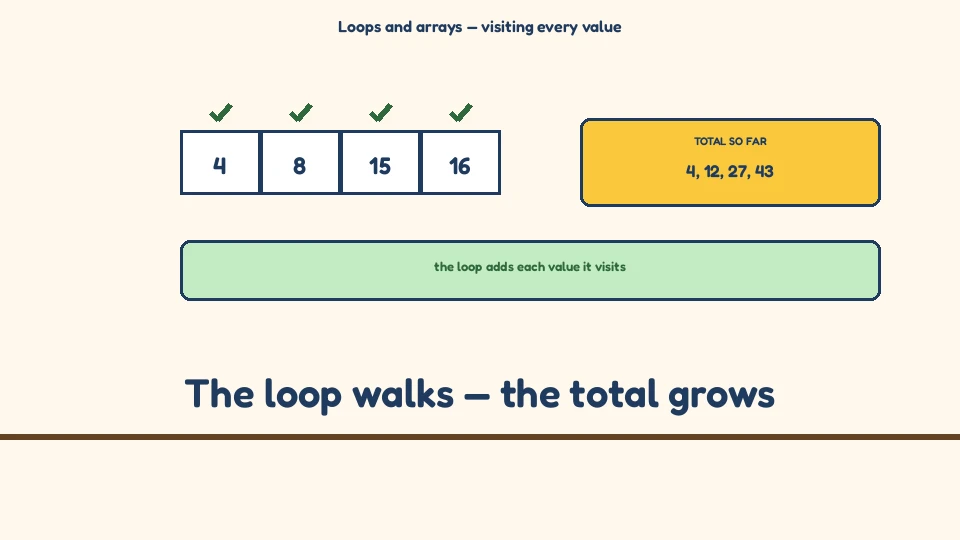 Loops and arrays — visiting every value
4 8 15 16
TOTAL SO FAR
4, 12, 27, 43
the loop adds each value it visits
The loop walks — the total grows